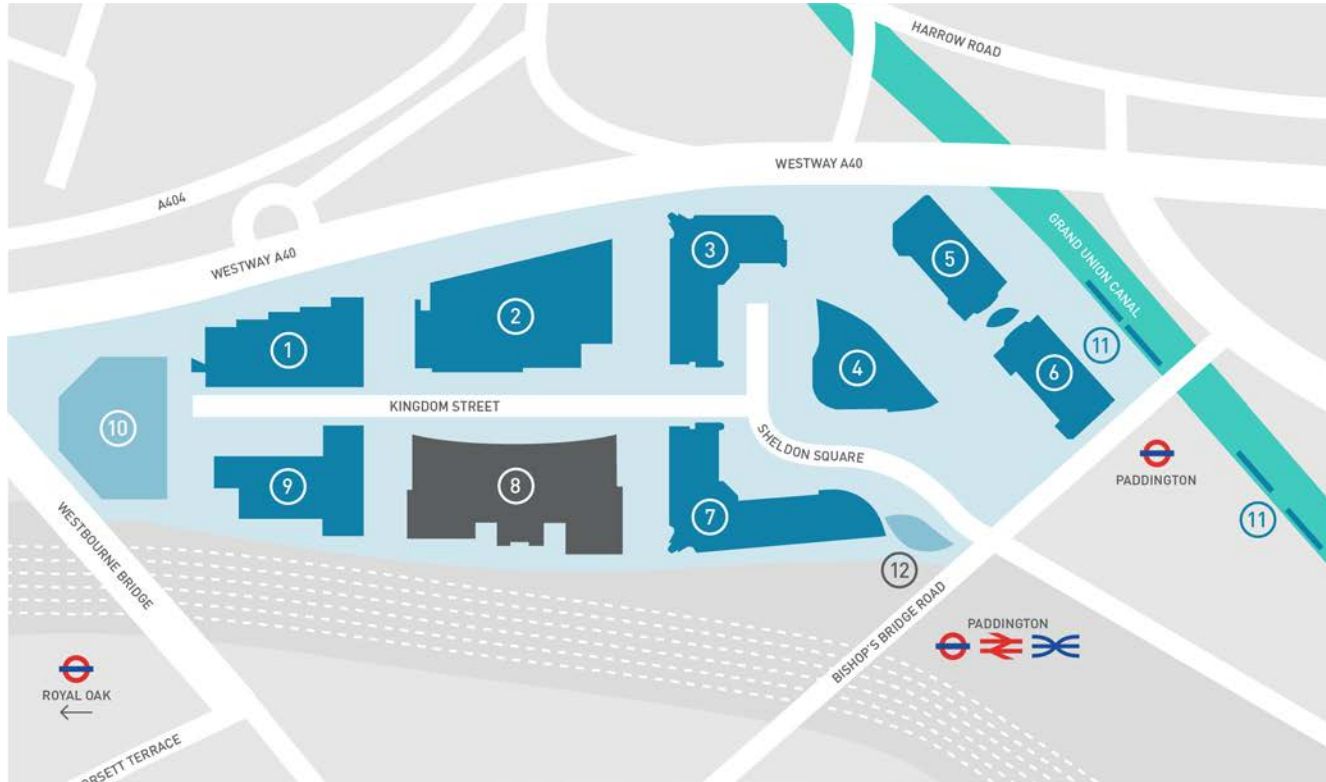 HARROW ROAD
WESTWAY A40
A404
WESTWAY A40
GRAND UNION CANAL
3
5
2
1
11
4
6
KINGDOM STREET
10
SHELDON SQUARE
PADDINGTON
9
8
7
11
WESTBOURNE BRIDGE
12
BISHOP'S BRIDGE ROAD
PADDINGTON
ROYAL OAK
←
ORSETT TERRACE